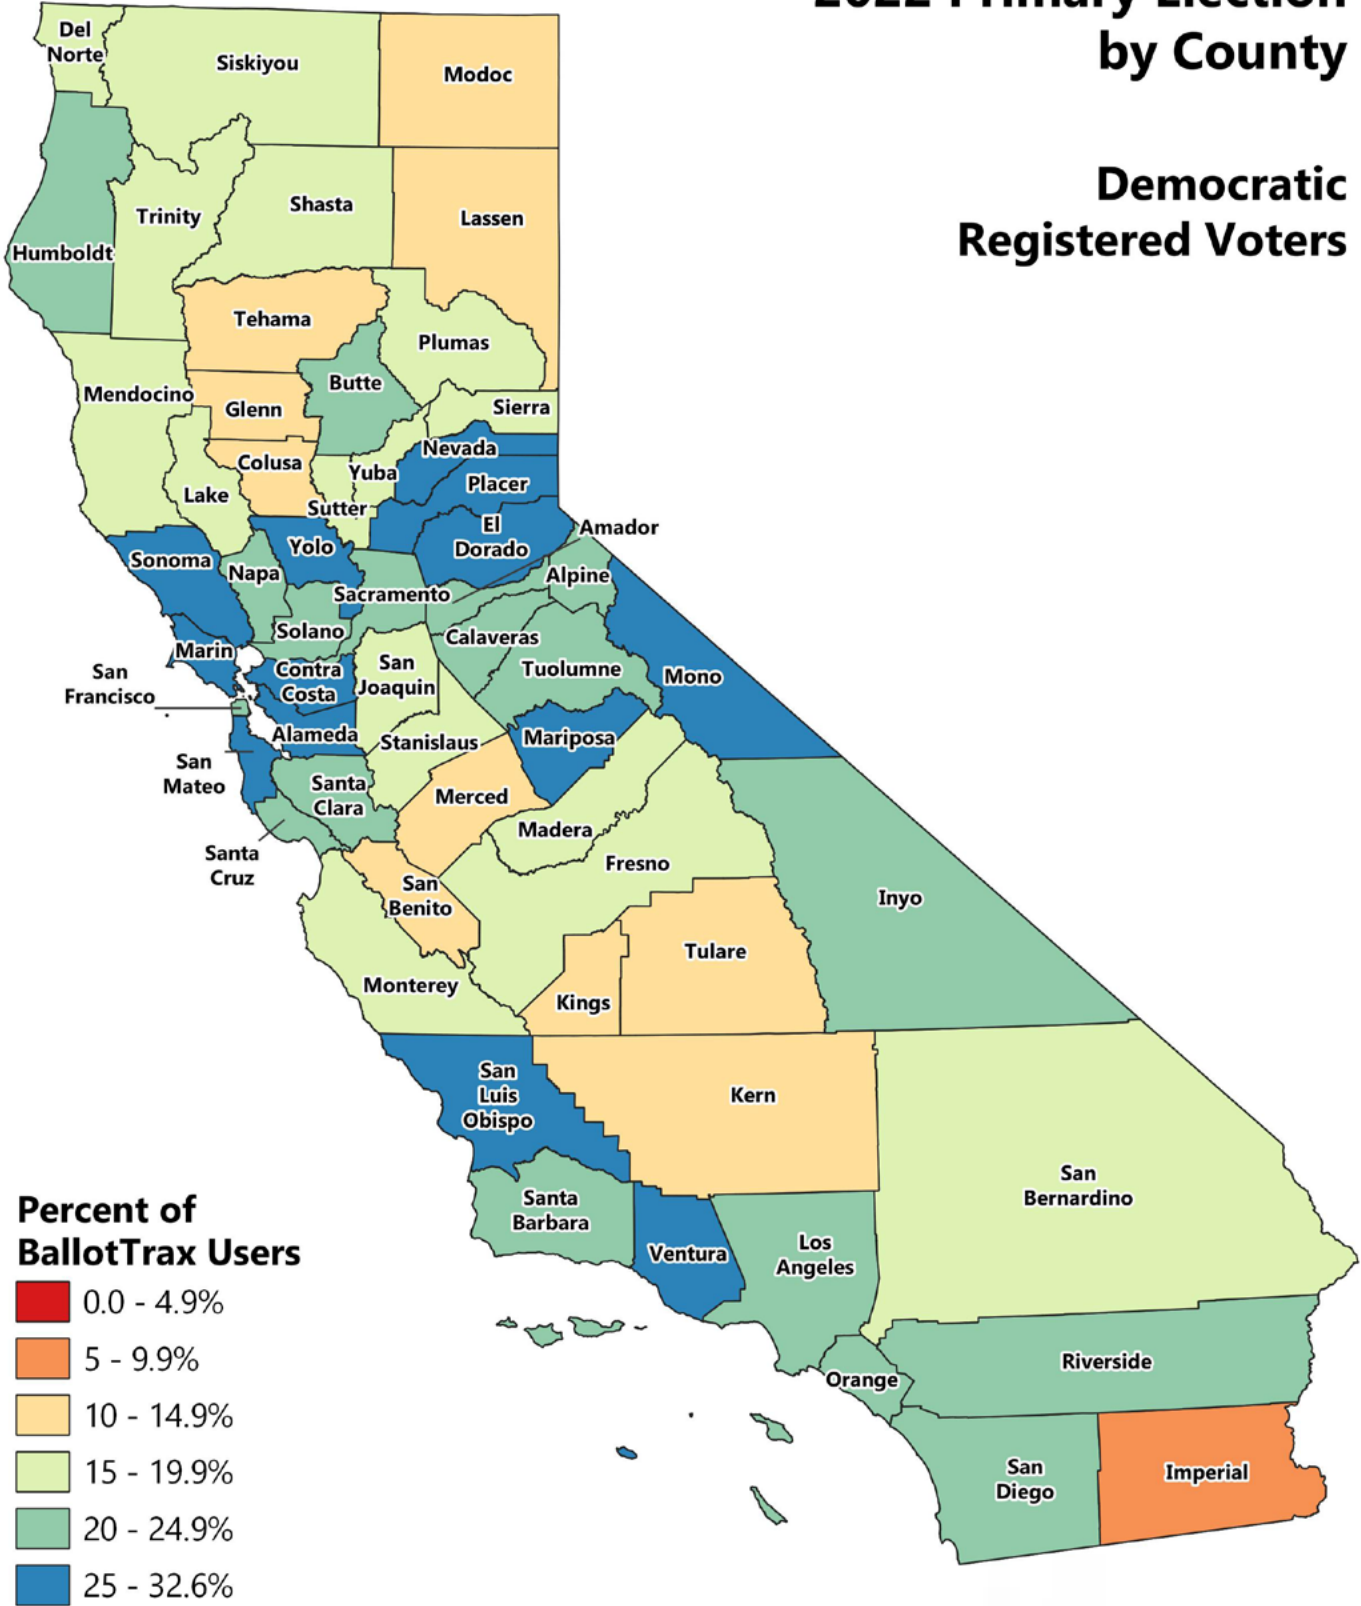 2022 Primary Election
by County
Democratic
Registered Voters
Del
Norte
Siskiyou
Modoc
Humboldt
Trinity
Shasta
Lassen
Tehama
Plumas
Butte
Mendocino
Glenn
Sierra
Colusa
Nevada
Yuba
Placer
Lake
Sutter
El
Dorado
Amador
Sonoma
Yolo
Napa
Alpine
Sacramento
Solano
Calaveras
Marin
Contra
Costa
San
Joaquin
Tuolumne
Mono
San
Francisco
Alameda
Stanislaus
Mariposa
San
Mateo
Santa
Clara
Merced
Madera
Santa
Cruz
Fresno
San
Benito
Inyo
Tulare
Monterey
Kings
San
Luis
Obispo
Kern
San
Bernardino
Santa
Barbara
Ventura
Los
Angeles
Orange
Riverside
San
Diego
Imperial
Percent of
BallotTrax Users
0.0 - 4.9%
5 - 9.9%
10 - 14.9%
15 - 19.9%
20 - 24.9%
25 - 32.6%